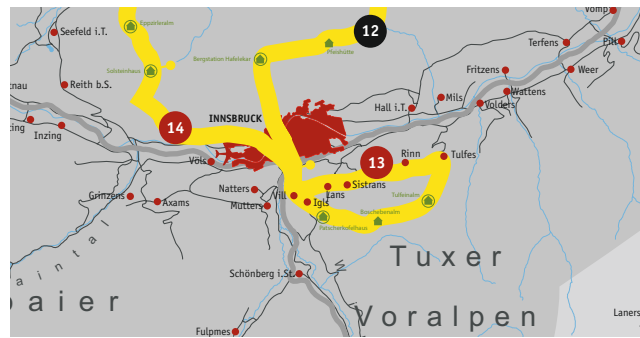 Vomp
Eppzirleralm
12
Seefeld i.T.
Terfens
Pill
Pfeishütte
Bergstation Hafelekar
Solsteinhaus
Fritzens
Weer
Reith b.S.
Wattens
Mils
Hall i.T.
Volders
INNSBRUCK
14
Inzing
Völs
13
Rinn
Tulfes
Natters
Sistrans
Lans
Vill
Igls
Tulfeinalm
Grinzens
Axams
Mutters
Boschebenalm
Patscherkofelhaus
Tuxer
Schönberg i.St.
Voralpen
Laners
Fulpmes